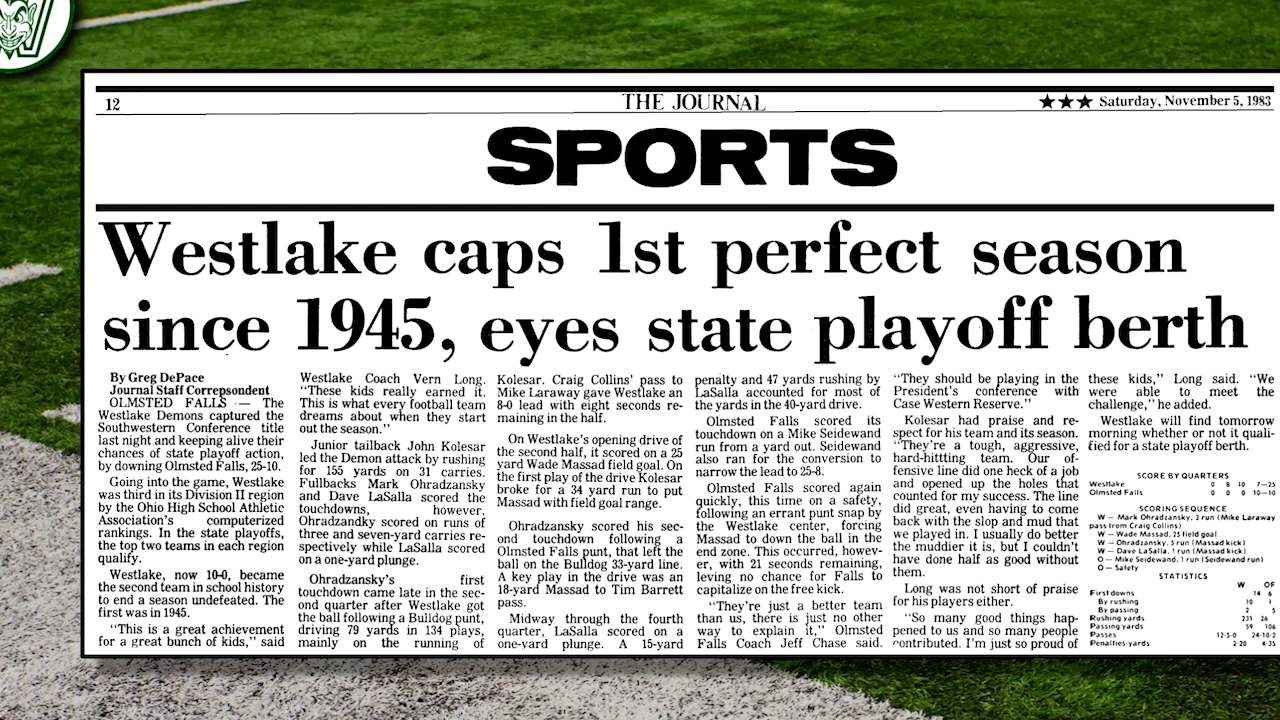 12
THE JOURNAL
★★★ Saturday, November 5, 1983
SPORTS
Westlake caps 1st perfect season
since 1945, eyes state playoff berth
By Greg DePace
Journal Staff Correpsondent
OLMSTED FALLS — The
Westlake Demons captured the
Southwestern Conference title
last night and keeping alive their
chances of state playoff action,
by downing Olmsted Falls, 25-10.
Going into the game, Westlake
was third in its Division II region
by the Ohio High School Athletic
Association's computerized
rankings. In the state playoffs,
the top two teams in each region
qualify.
Westlake, now 10-0, became
the second team in school history
to end a season undefeated. The
first was in 1945.
"This is a great achievement
for a great bunch of kids," said
Westlake Coach Vern Long.
"These kids really earned it.
This is what every football team
dreams about when they start
out the season."
Junior tailback John Kolesar
led the Demon attack by rushing
for 155 yards on 31 carries.
Fullbacks Mark Ohradzansky
and Dave LaSalla scored the
touchdowns, however.
Ohradzandky scored on runs of
three and seven-yard carries re-
spectively while LaSalla scored
on a one-yard plunge.
Ohradzansky's first
touchdown came late in the sec-
ond quarter after Westlake got
the ball following a Bulldog punt,
driving 79 yards in 134 plays,
mainly on the running of
Kolesar. Craig Collins' pass to
Mike Laraway gave Westlake an
8-0 lead with eight seconds re-
maining in the half.
On Westlake's opening drive of
the second half, it scored on a 25
yard Wade Massad field goal. On
the first play of the drive Kolesar
broke for a 34 yard run to put
Massad with field goal range.
Ohradzansky scored his sec-
ond touchdown following a
Olmsted Falls punt, that left the
ball on the Bulldog 33-yard line.
A key play in the drive was an
18-yard Massad to Tim Barrett
pass.
Midway through the fourth
quarter, LaSalla scored on a
one-yard plunge. A 15-yard
penalty and 47 yards rushing by
LaSalla accounted for most of
the yards in the 40-yard drive.
Olmsted Falls scored its
touchdown on a Mike Seidewand
run from a yard out. Seidewand
also ran for the conversion to
narrow the lead to 25-8.
Olmsted Falls scored again
quickly, this time on a safety,
following an errant punt snap by
the Westlake center, forcing
Massad to down the ball in the
end zone. This occurred, howev-
er, with 21 seconds remaining,
leving no chance for Falls to
capitalize on the free kick.
"They're just a better team
than us, there is just no other
way to explain it," Olmsted
Falls Coach Jeff Chase said.
"They should be playing in the
President's conference with
Case Western Reserve."
Kolesar had praise and re-
spect for his team and its season.
"They're a tough, aggressive,
hard-hittting team. Our of-
fensive line did one heck of a job
and opened up the holes that
counted for my success. The line
did great, even having to come
back with the slop and mud that
we played in. I usually do better
the muddier it is, but I couldn't
have done half as good without
them.
Long was not short of praise
for his players either.
"So many good things hap-
pened to us and so many people
contributed. I'm just so proud of
these kids," Long said. "We
were able to meet the
challenge," he added.
Westlake will find tomorrow
morning whether or not it quali-
fied for a state playoff berth.
SCORE BY QUARTERS
Westlake 0 8 10 7—25
Olmsted Falls 0 0 0 10—10
SCORING SEQUENCE
W — Mark Ohradzansky, 3 run (Mike Laraway
pass from Craig Collins)
W — Wade Massad, 25 field goal
W — Ohradzansky, 5 run (Massad kick)
W — Dave LaSalla, 1 run (Massad kick)
O — Mike Seidewand, 1 run (Seidewand run)
O — Safety
STATISTICS
W OF
First downs 14 6
By rushing 10 1
By passing 2 5
Rushing yards 231 26
Passing yards 59 106
Passes 12-5-0 24-10-2
Penalties-yards 2-20 4-35